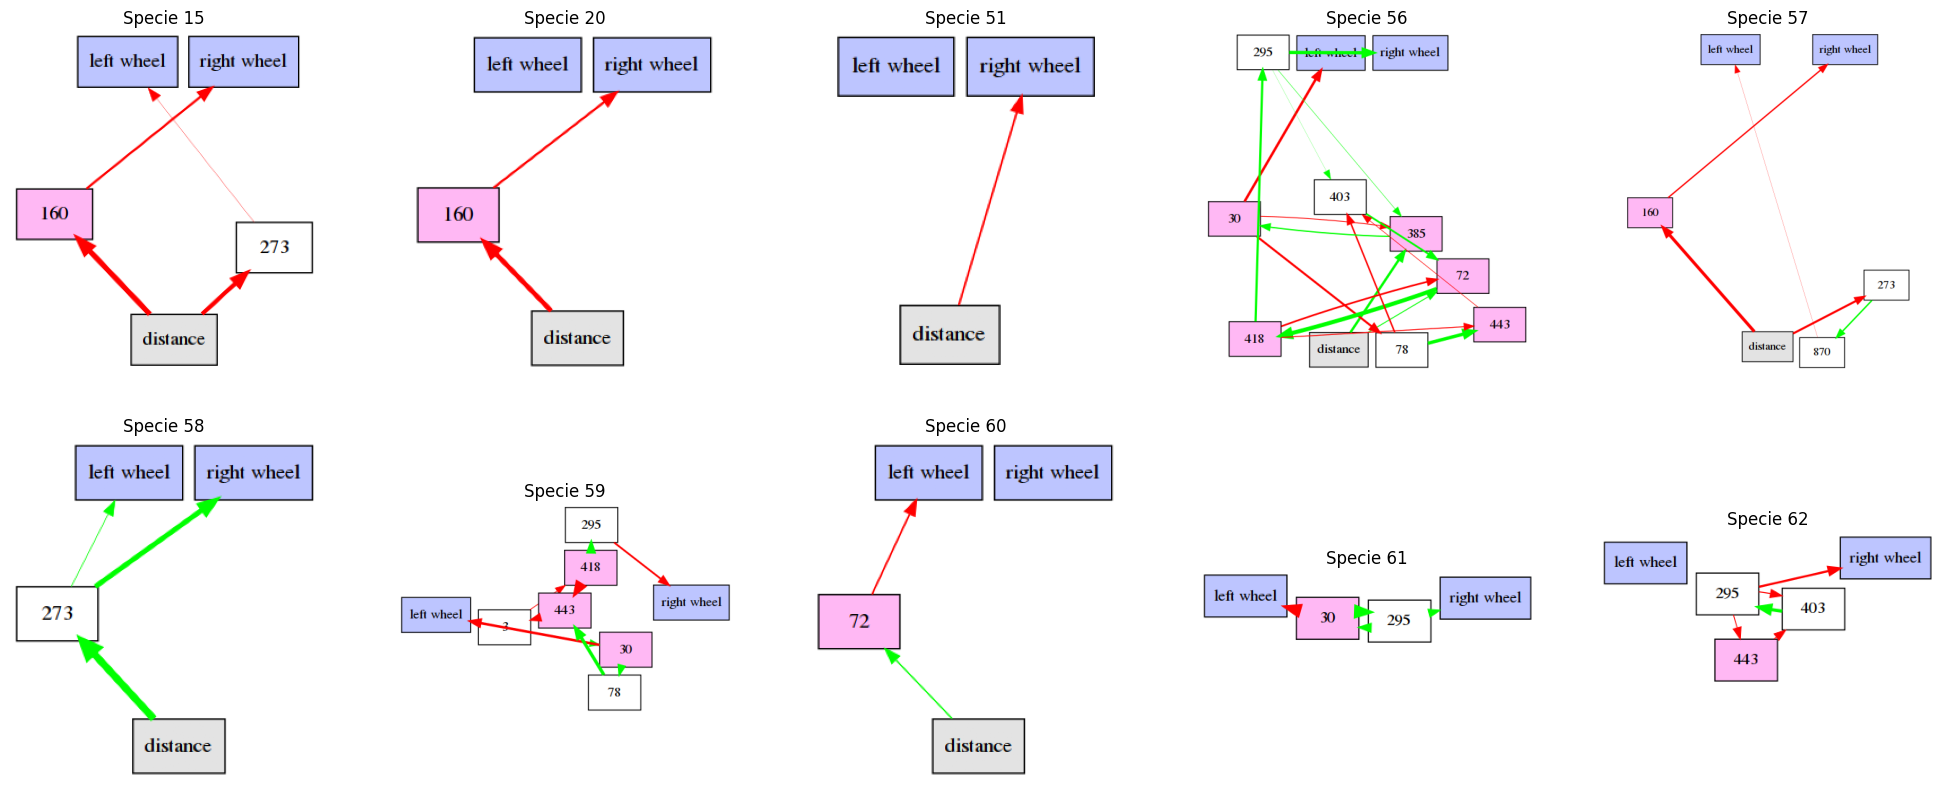 Specie 15
left wheel
right wheel
160
273
distance
Specie 20
left wheel
right wheel
160
distance
Specie 51
left wheel
right wheel
distance
Specie 56
295
left wheel
right wheel
403
30
385
72
443
418
distance
78
Specie 57
left wheel
right wheel
160
273
distance
870
Specie 58
left wheel
right wheel
273
distance
Specie 59
295
418
443
left wheel
3
right wheel
30
78
Specie 60
left wheel
right wheel
72
distance
Specie 61
left wheel
30
295
right wheel
Specie 62
left wheel
right wheel
295
403
443